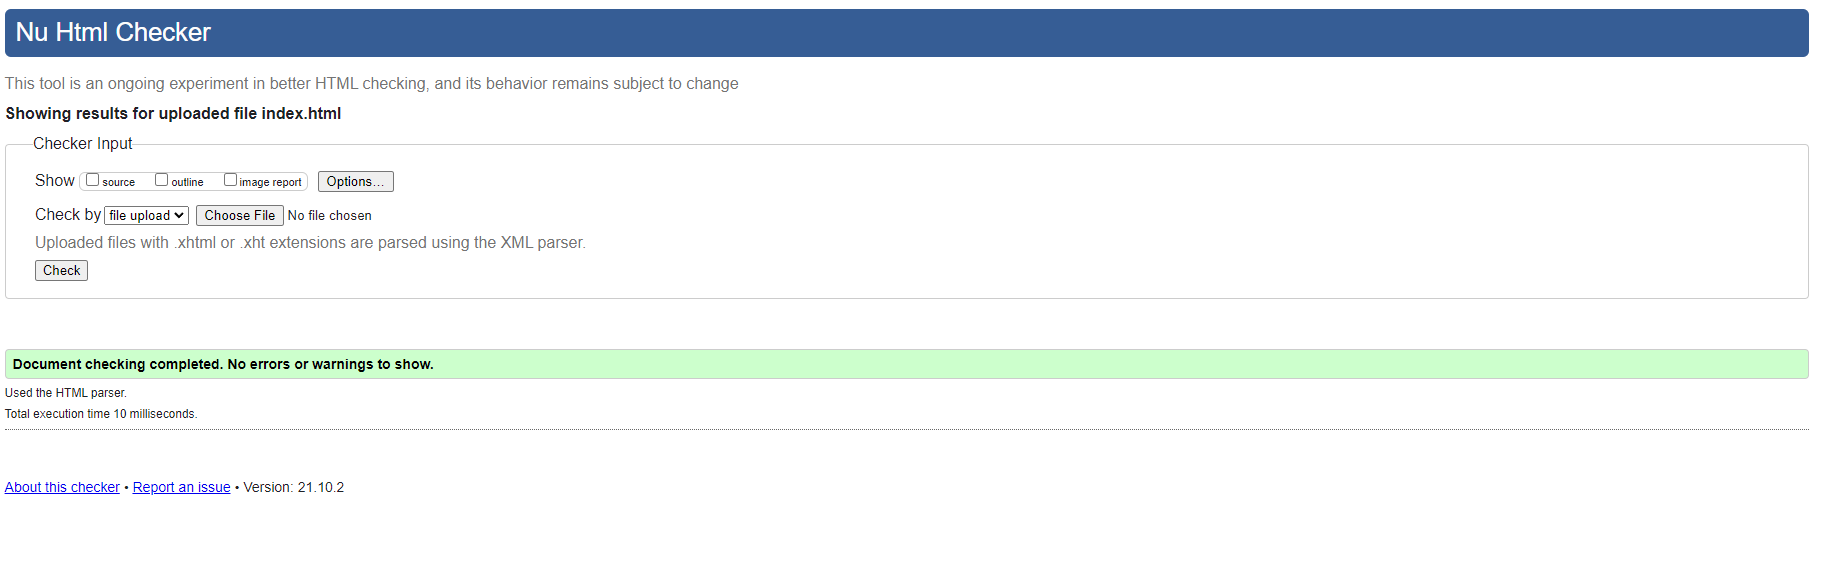 Nu Html Checker
This tool is an ongoing experiment in better HTML checking, and its behavior remains subject to change
Showing results for uploaded file index.html
Checker Input
Show source outline image report Options...
Check by file upload Choose File No file chosen
Uploaded files with .xhtml or .xht extensions are parsed using the XML parser.
Check
Document checking completed. No errors or warnings to show.
Used the HTML parser.
Total execution time 10 milliseconds.
About this checker • Report an issue • Version: 21.10.2